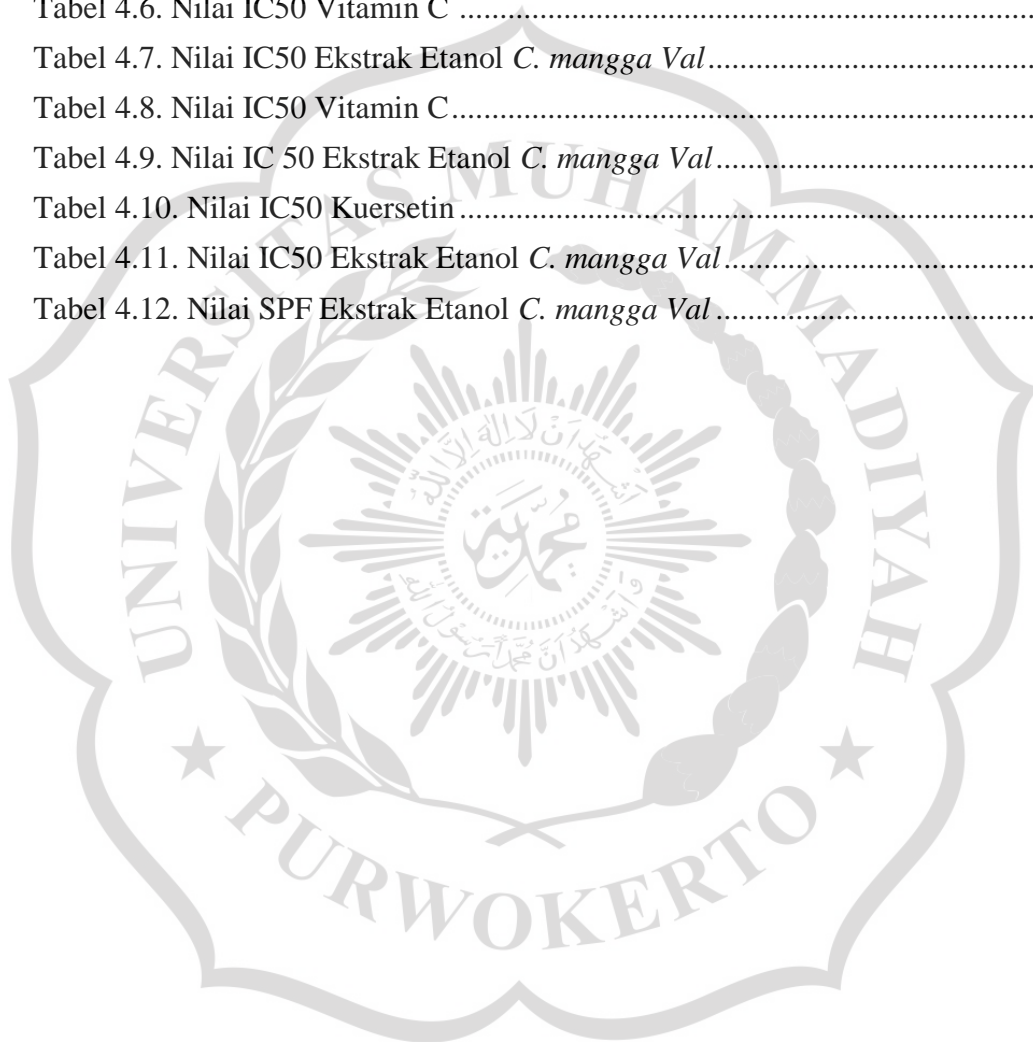 Tabel 4.6. Nilai IC50 Vitamin C ........................................................................
Tabel 4.7. Nilai IC50 Ekstrak Etanol C. mangga Val........................................
Tabel 4.8. Nilai IC50 Vitamin C........................................................................
Tabel 4.9. Nilai IC 50 Ekstrak Etanol C. mangga Val.......................................
Tabel 4.10. Nilai IC50 Kuersetin.......................................................................
Tabel 4.11. Nilai IC50 Ekstrak Etanol C. mangga Val......................................
Tabel 4.12. Nilai SPF Ekstrak Etanol C. mangga Val .......................................
UNIVERSITAS MUHAMMADIYAH
★ PURWOKERTO ★